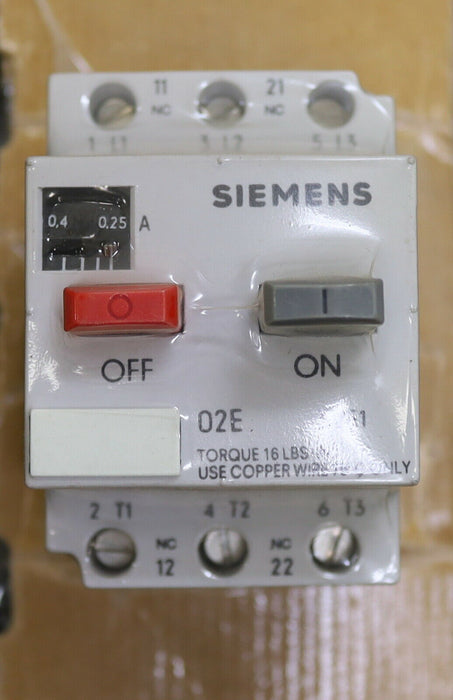 11 21
NC NC
1 L1 3 L2 5 L3
SIEMENS
0,4 0,25 A
O I
OFF ON
02E
TORQUE 16 LBS
USE COPPER WIRE ONLY
2 T1 4 T2 6 T3
NC NC
12 22